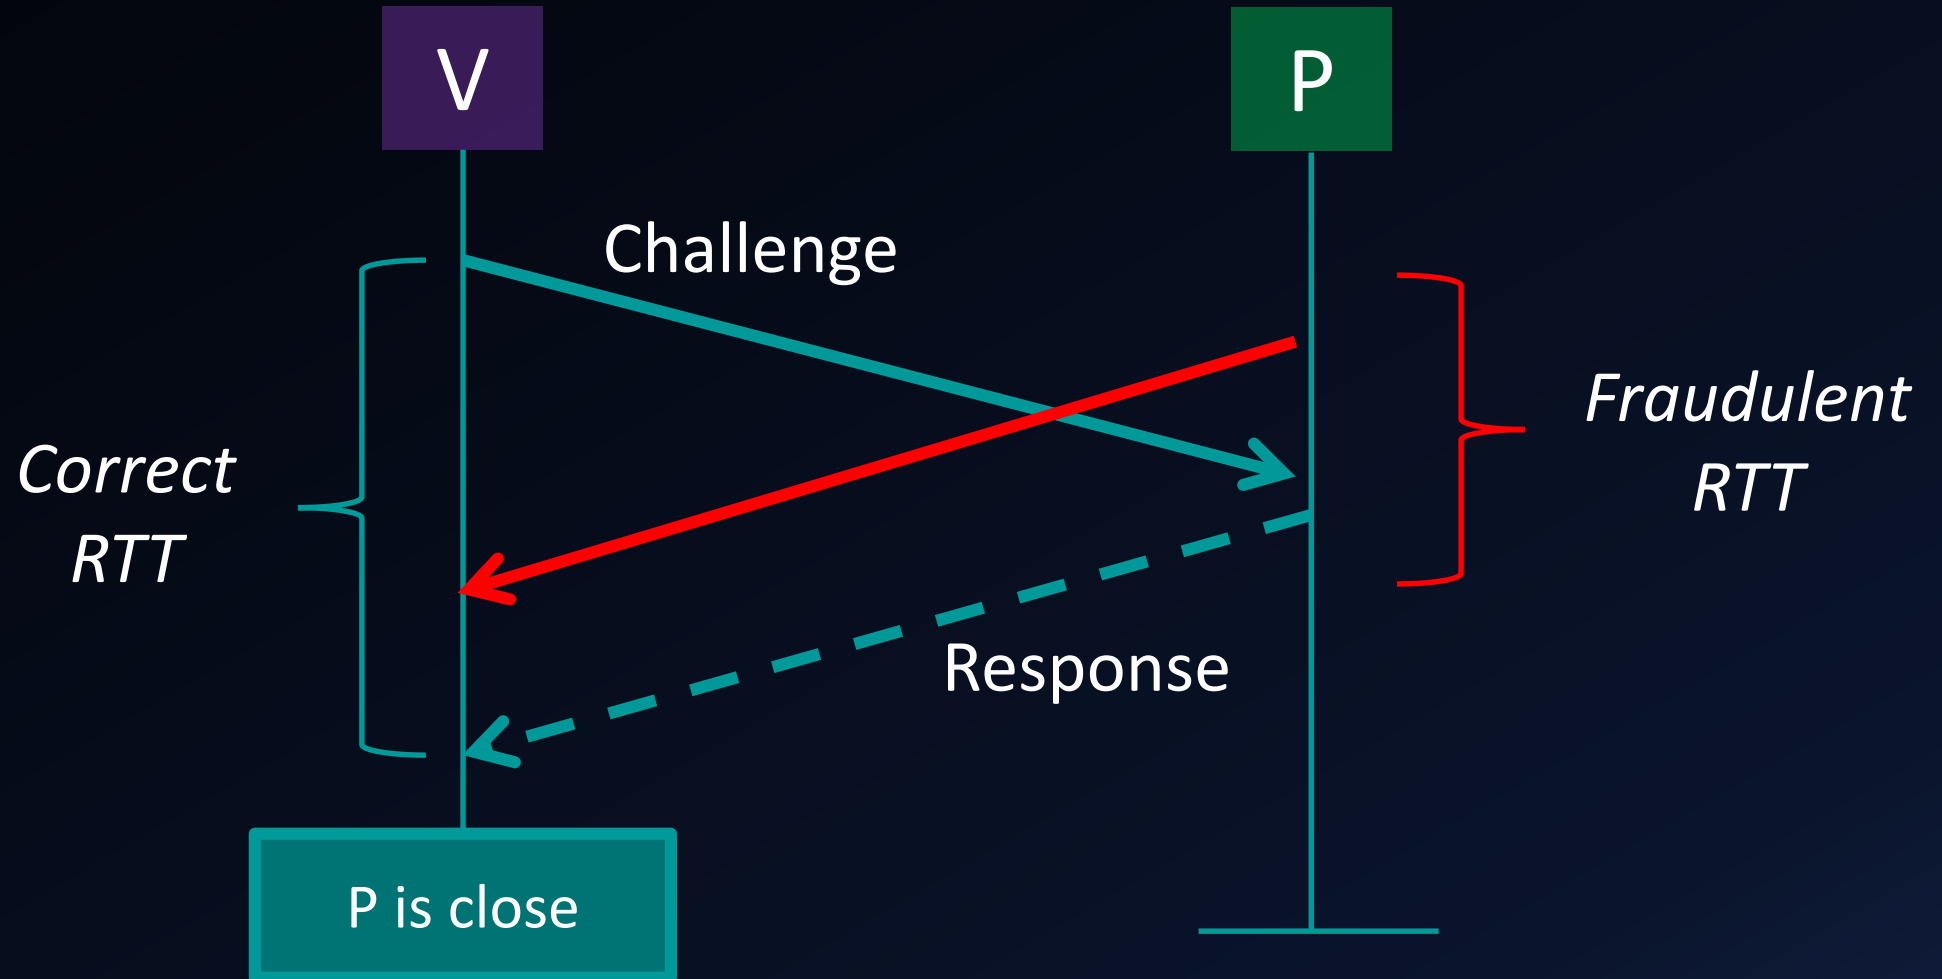 V
P
Challenge
Fraudulent
RTT
Correct
RTT
Response
P is close